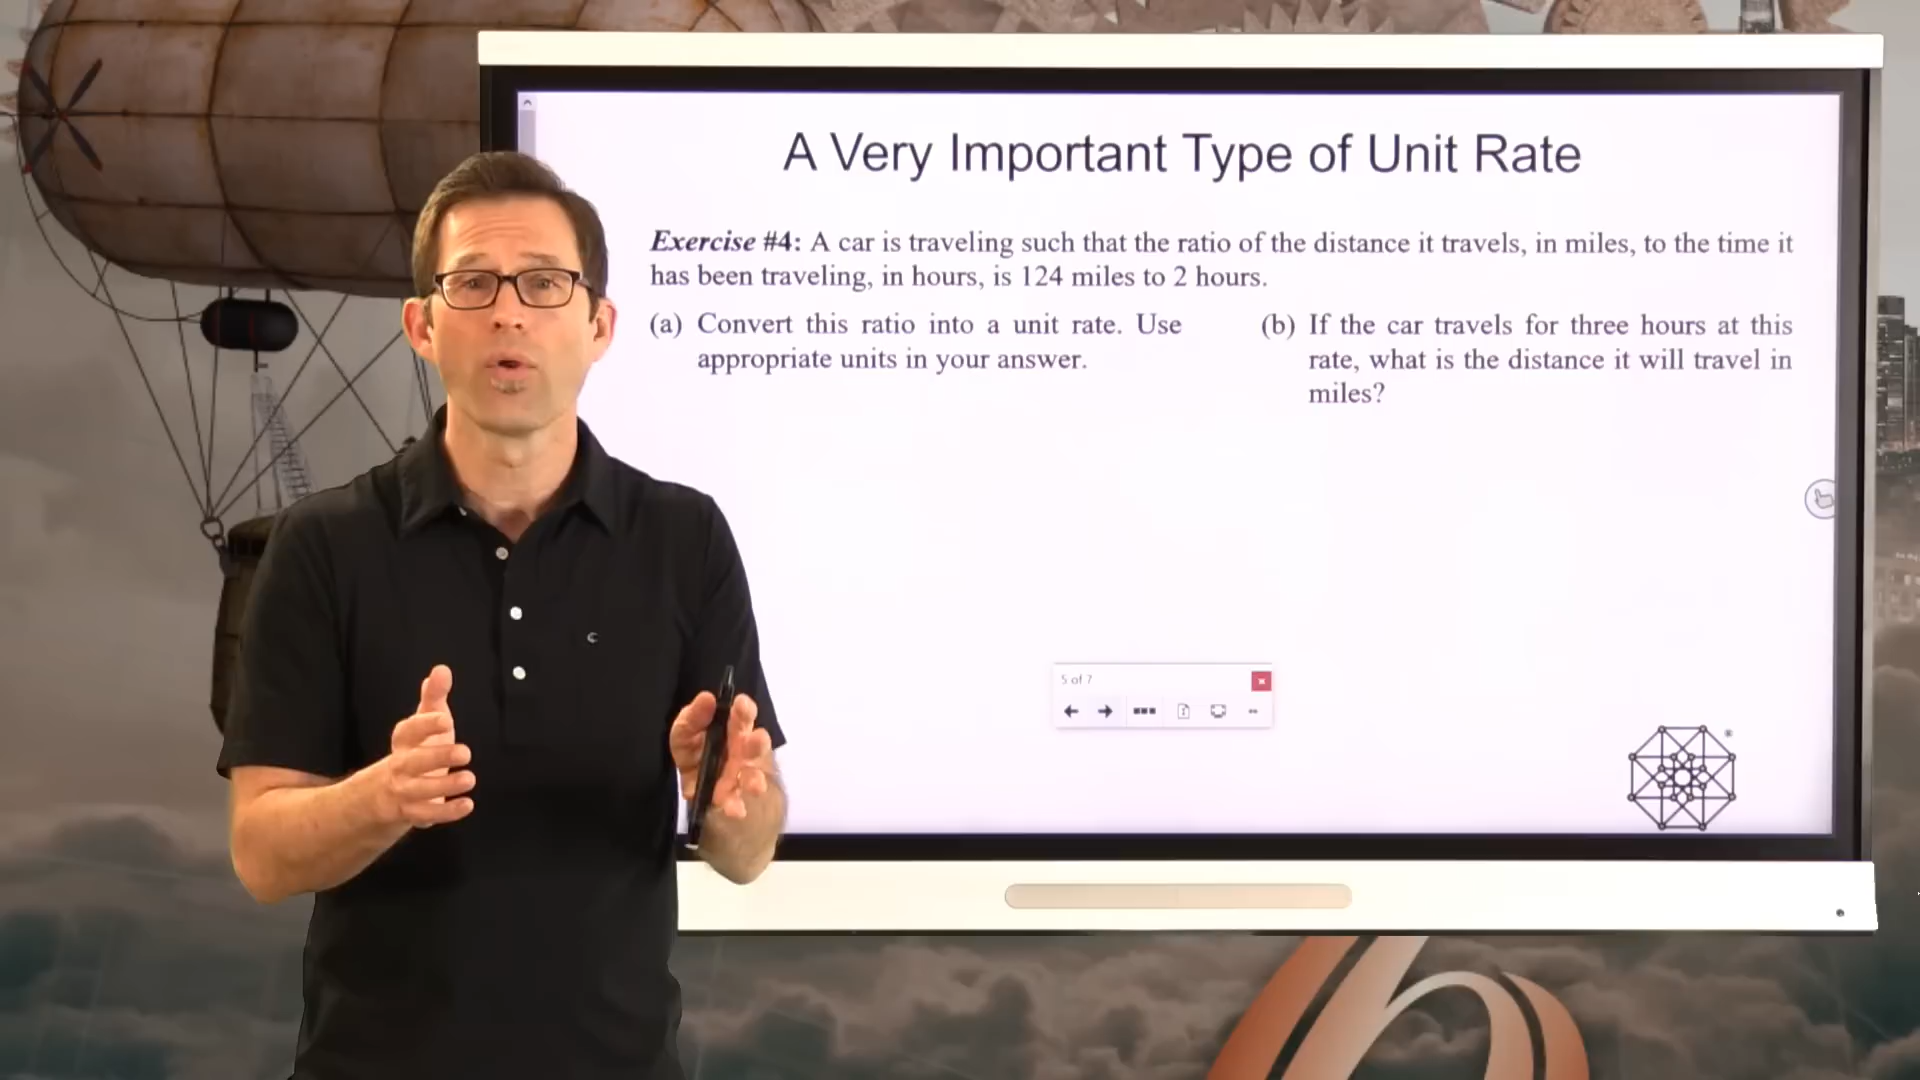 A Very Important Type of Unit Rate
Exercise #4: A car is traveling such that the ratio of the distance it travels, in miles, to the time it
has been traveling, in hours, is 124 miles to 2 hours.
(a) Convert this ratio into a unit rate. Use
appropriate units in your answer.
(b) If the car travels for three hours at this
rate, what is the distance it will travel in
miles?
5 of 7